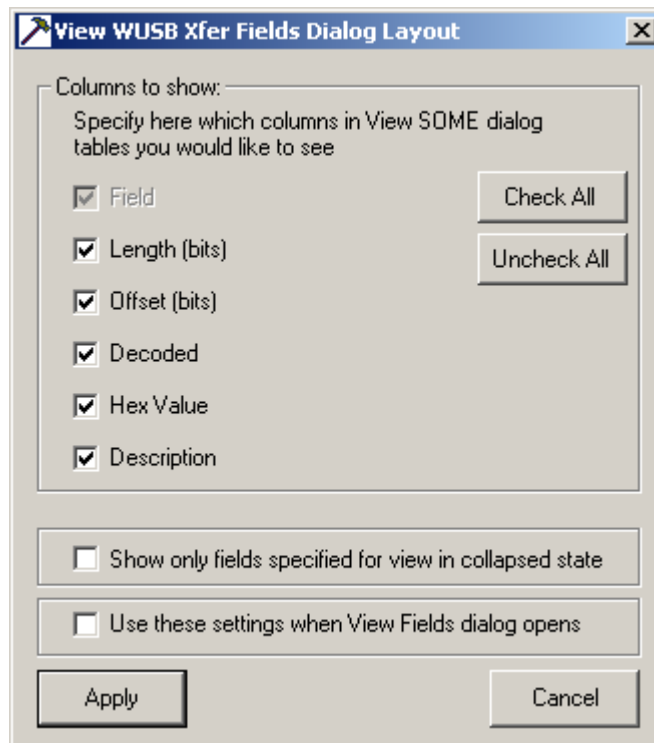 View WUSB Xfer Fields Dialog Layout
Columns to show:
Specify here which columns in View SOME dialog
tables you would like to see
Field
Check All
Length (bits)
Uncheck All
Offset (bits)
Decoded
Hex Value
Description
Show only fields specified for view in collapsed state
Use these settings when View Fields dialog opens
Apply
Cancel